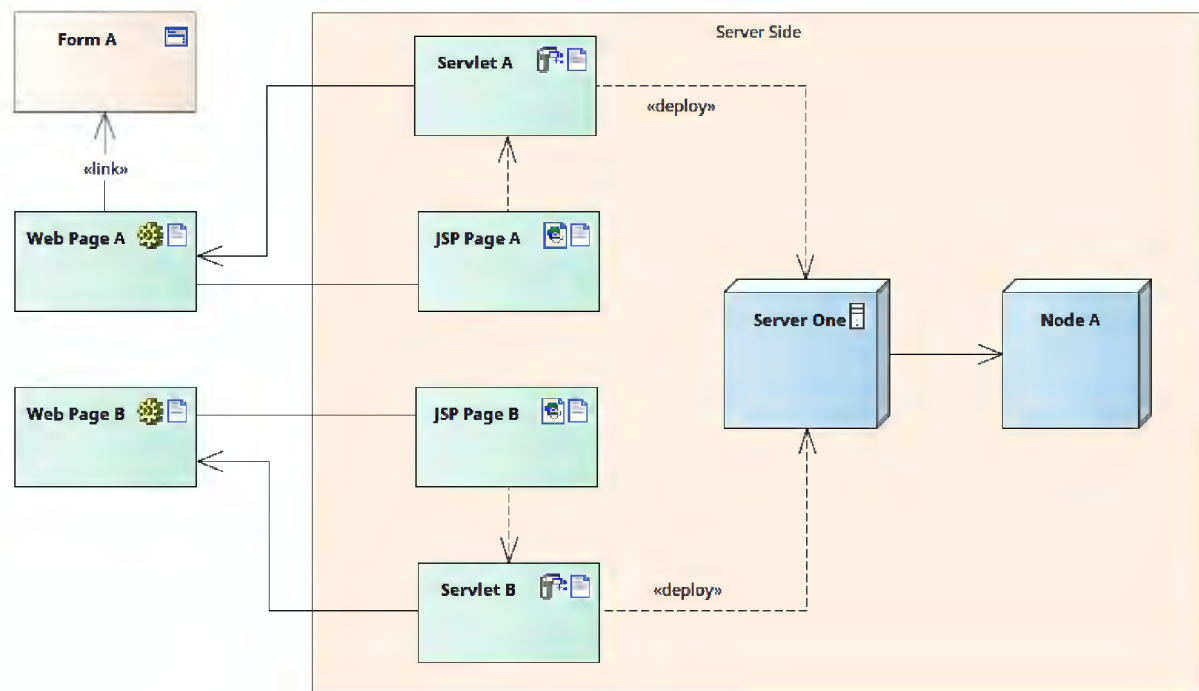 Server Side
Form A
Servlet A
«deploy»
«link»
Web Page A
JSP Page A
Server One
Node A
Web Page B
JSP Page B
Servlet B
«deploy»